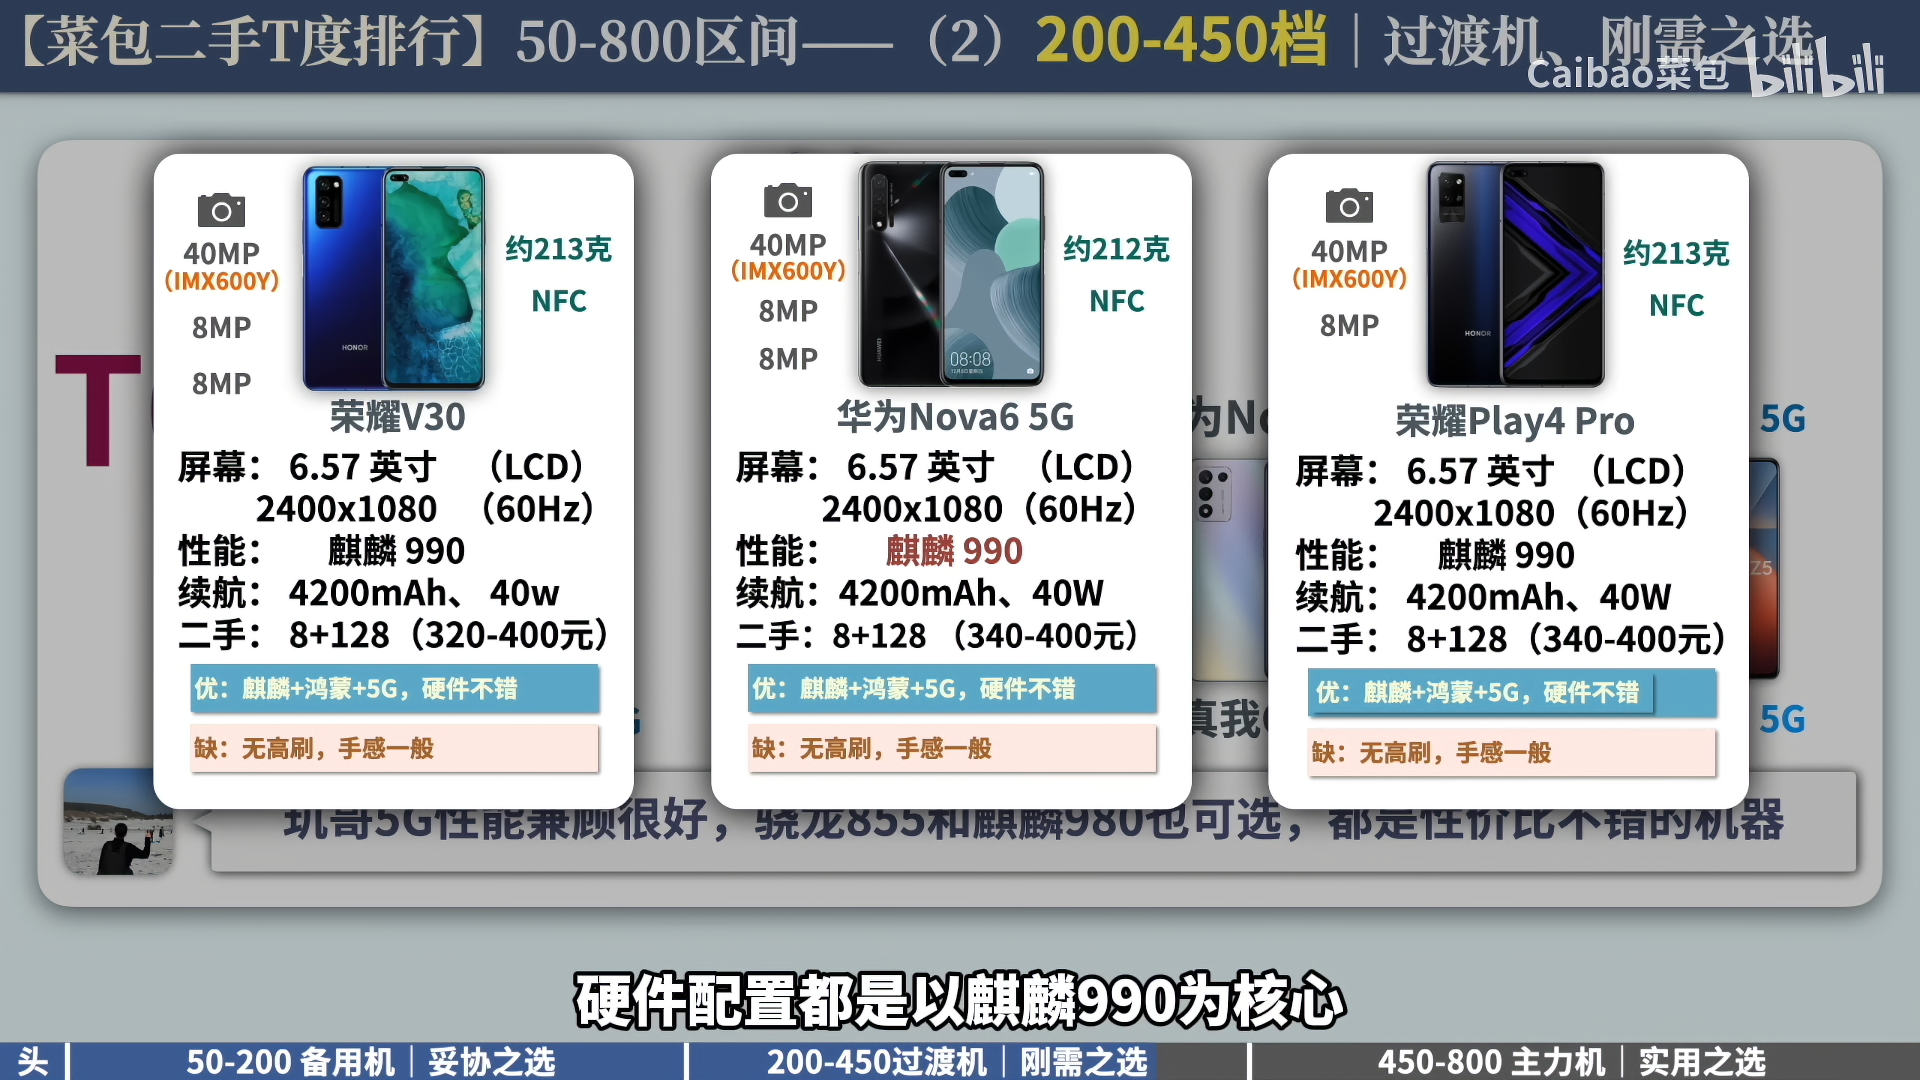 【菜包二手T度排行】50-800区间——（2）200-450档｜过渡机、刚需之选
Caibao菜包 bilibili
40MP
（IMX600Y）
8MP
8MP
约213克
NFC
HONOR
荣耀V30
屏幕： 6.57 英寸 （LCD）
2400x1080 （60Hz）
性能： 麒麟 990
续航： 4200mAh、 40w
二手： 8+128（320-400元）
优：麒麟+鸿蒙+5G，硬件不错
缺：无高刷，手感一般
40MP
（IMX600Y）
8MP
8MP
约212克
NFC
HUAWEI
08:08
华为Nova6 5G
屏幕： 6.57 英寸 （LCD）
2400x1080（60Hz）
性能： 麒麟 990
续航：4200mAh、40W
二手：8+128 （340-400元）
优：麒麟+鸿蒙+5G，硬件不错
缺：无高刷，手感一般
40MP
（IMX600Y）
8MP
约213克
NFC
HONOR
荣耀Play4 Pro
屏幕： 6.57 英寸 （LCD）
2400x1080（60Hz）
性能： 麒麟 990
续航： 4200mAh、40W
二手： 8+128（340-400元）
优：麒麟+鸿蒙+5G，硬件不错
缺：无高刷，手感一般
T
为No
5G
Z5
真我
5G
玩哥5G性能兼顾很好，骁龙855和麒麟980也可选，都是性价比不错的机器
硬件配置都是以麒麟990为核心
头
50-200 备用机｜妥协之选
200-450过渡机｜刚需之选
450-800 主力机｜实用之选